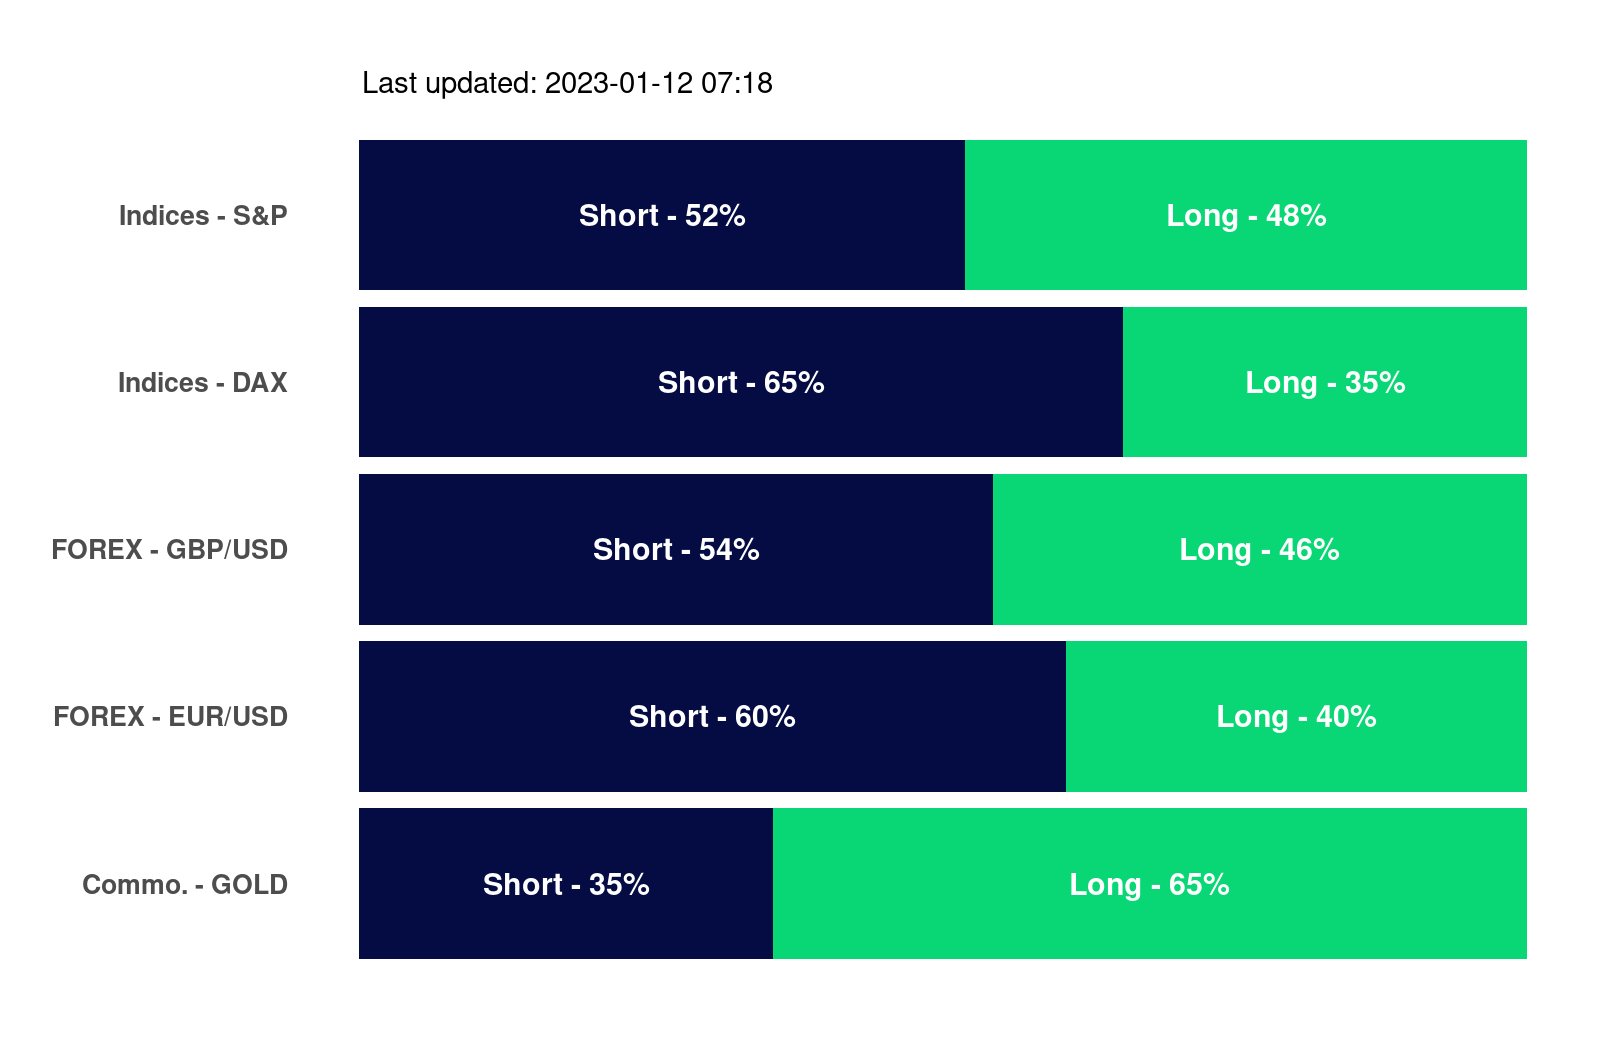 Last updated: 2023-01-12 07:18
Indices - S&P Short - 52% Long - 48%
Indices - DAX Short - 65% Long - 35%
FOREX - GBP/USD Short - 54% Long - 46%
FOREX - EUR/USD Short - 60% Long - 40%
Commo. - GOLD Short - 35% Long - 65%